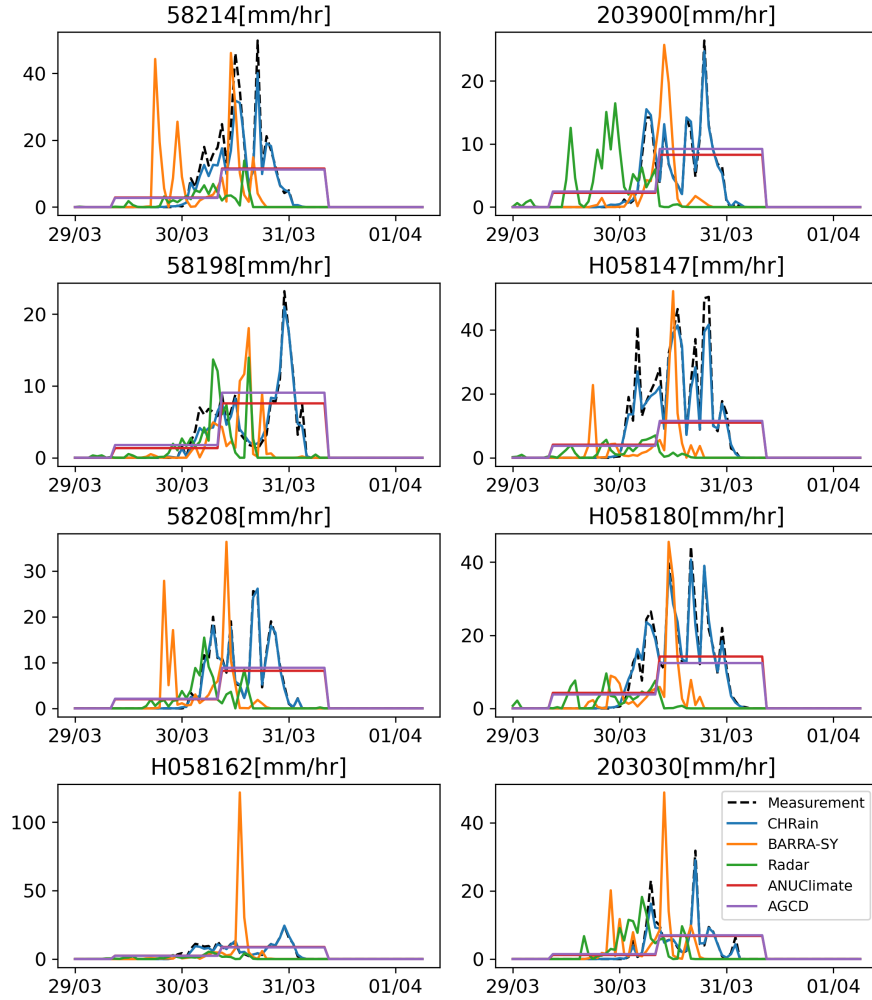 58214[mm/hr]
40
20
0
29/03 30/03 31/03 01/04
203900[mm/hr]
20
10
0
29/03 30/03 31/03 01/04
58198[mm/hr]
20
10
0
29/03 30/03 31/03 01/04
H058147[mm/hr]
40
20
0
29/03 30/03 31/03 01/04
58208[mm/hr]
30
20
10
0
29/03 30/03 31/03 01/04
H058180[mm/hr]
40
20
0
29/03 30/03 31/03 01/04
H058162[mm/hr]
100
50
0
29/03 30/03 31/03 01/04
203030[mm/hr]
40
20
0
29/03 30/03 31/03 01/04
Measurement
CHRain
BARRA-SY
Radar
ANUClimate
AGCD